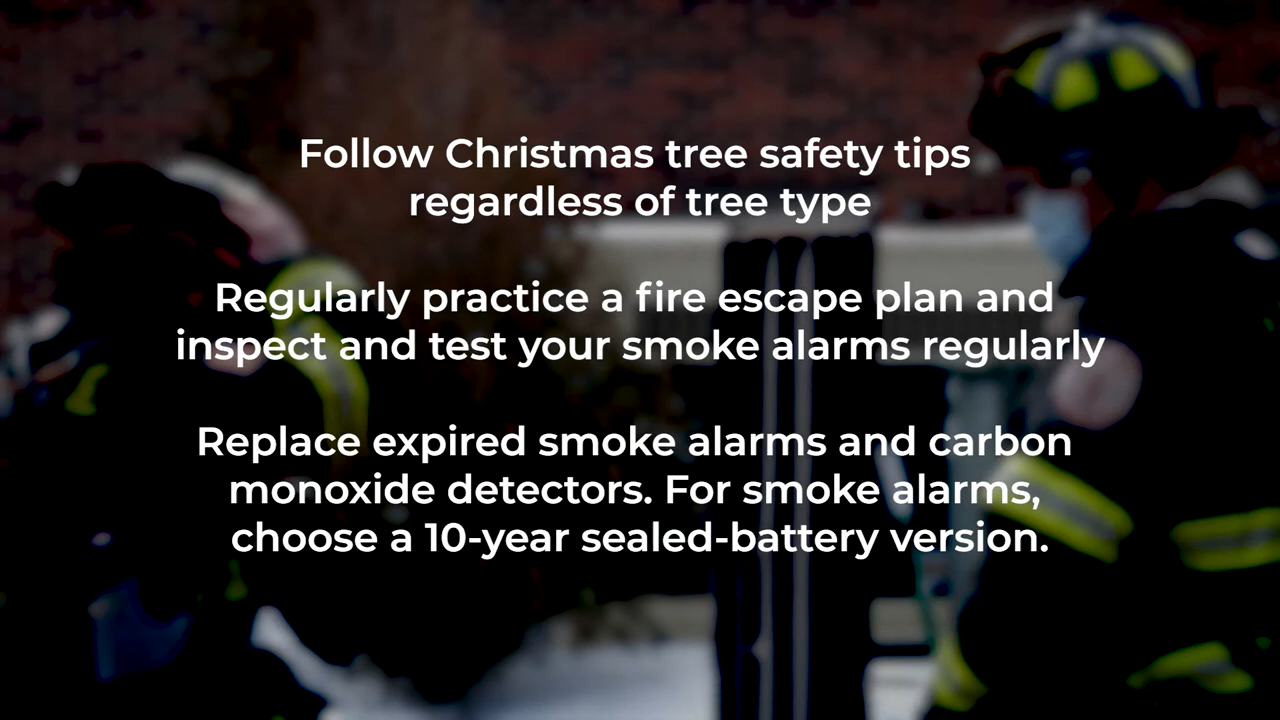 Follow Christmas tree safety tips
regardless of tree type
Regularly practice a fire escape plan and
inspect and test your smoke alarms regularly
Replace expired smoke alarms and carbon
monoxide detectors. For smoke alarms,
choose a 10-year sealed-battery version.